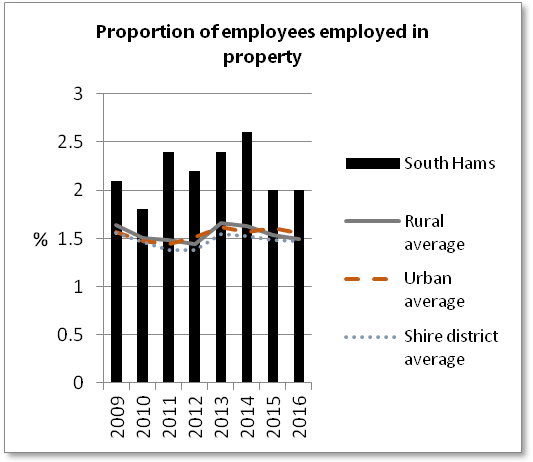 Proportion of employees employed in
property
3
2.5
2
1.5
1
0.5
0
%
2009
2010
2011
2012
2013
2014
2015
2016
South Hams
Rural
average
Urban
average
Shire district
average